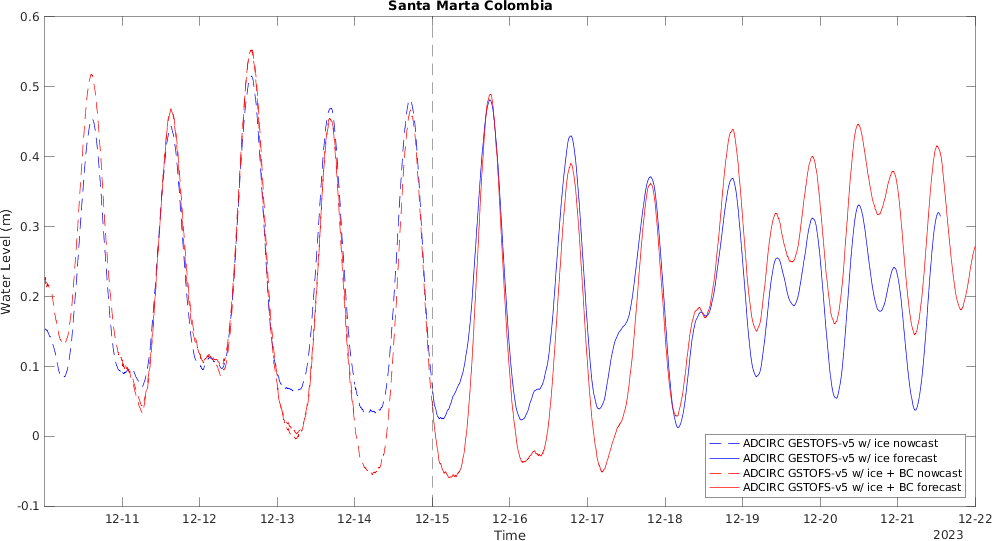 Santa Marta Colombia
0.6
0.5
0.4
0.3
0.2
0.1
0
-0.1
Water Level (m)
12-11 12-12 12-13 12-14 12-15 12-16 12-17 12-18 12-19 12-20 12-21 12-22
Time
2023
ADCIRC GESTOFS-v5 w/ ice nowcast
ADCIRC GESTOFS-v5 w/ ice forecast
ADCIRC GSTOFS-v5 w/ ice + BC nowcast
ADCIRC GSTOFS-v5 w/ ice + BC forecast